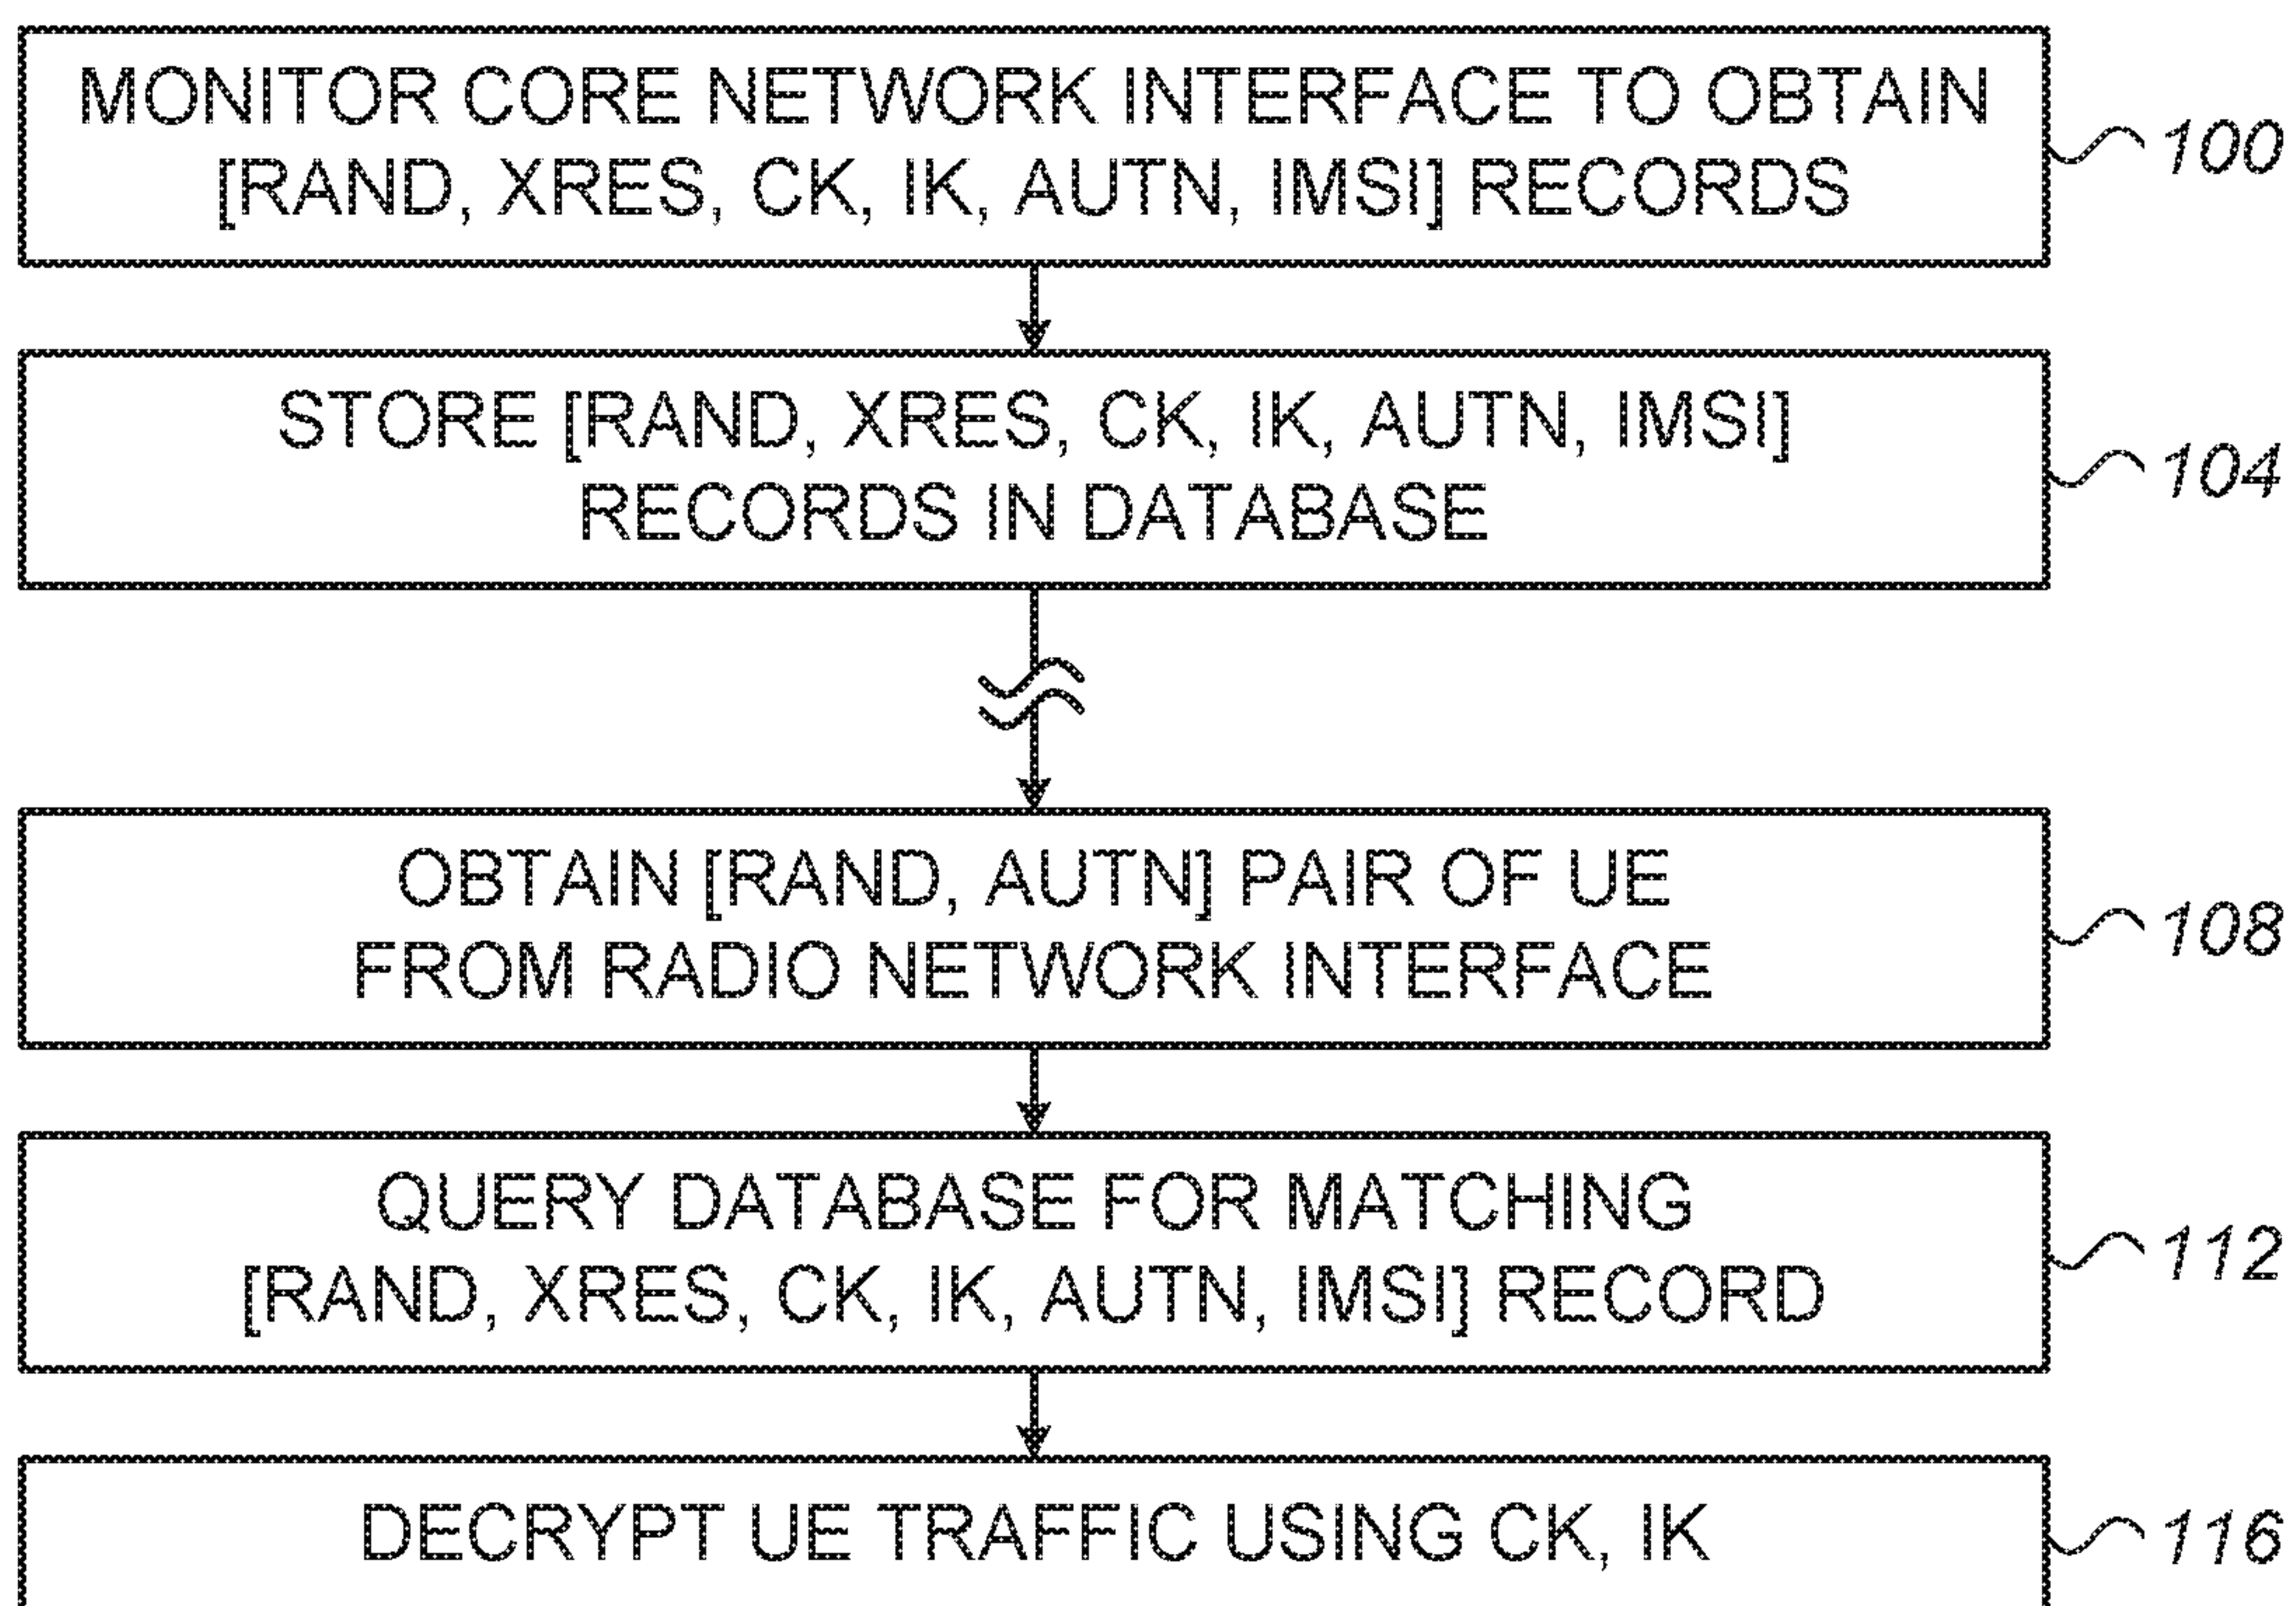 MONITOR CORE NETWORK INTERFACE TO OBTAIN
[RAND, XRES, CK, IK, AUTN, IMSI] RECORDS
100
STORE [RAND, XRES, CK, IK, AUTN, IMSI]
RECORDS IN DATABASE
104
OBTAIN [RAND, AUTN] PAIR OF UE
FROM RADIO NETWORK INTERFACE
108
QUERY DATABASE FOR MATCHING
[RAND, XRES, CK, IK, AUTN, IMSI] RECORD
112
DECRYPT UE TRAFFIC USING CK, IK
116